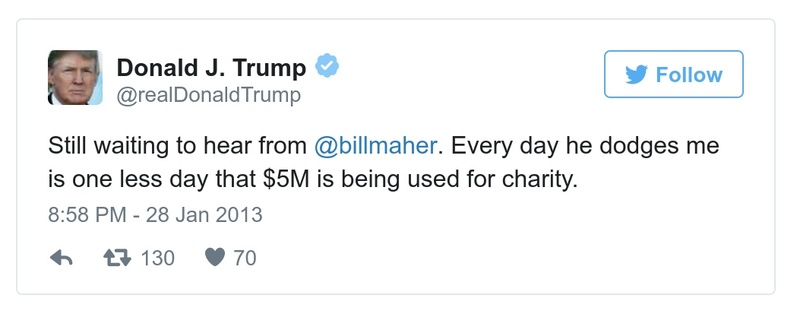 Donald J. Trump
@realDonaldTrump
Follow
Still waiting to hear from @billmaher. Every day he dodges me
is one less day that $5M is being used for charity.
8:58 PM - 28 Jan 2013
130 70